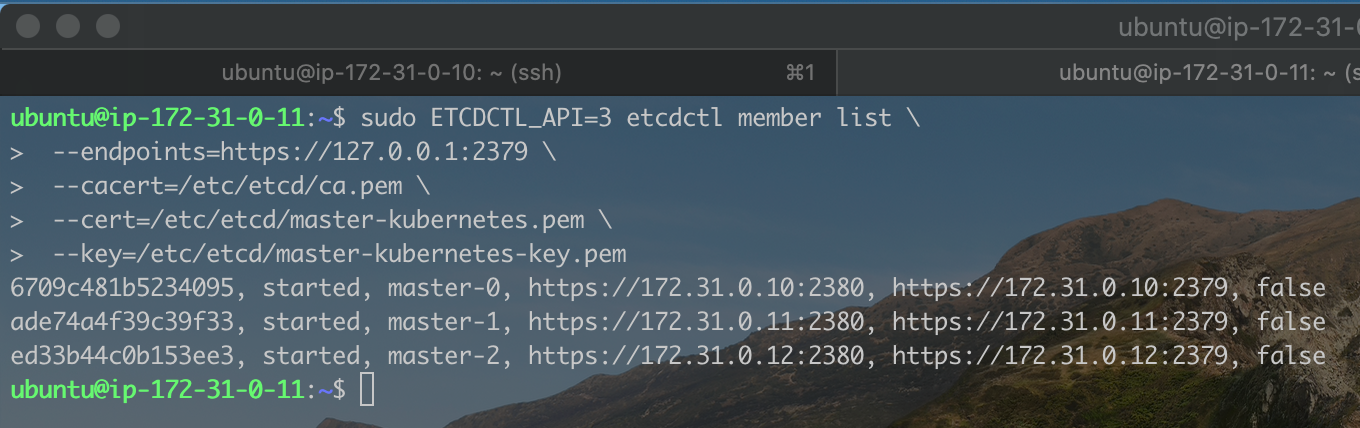 ubuntu@ip-172-31-0
ubuntu@ip-172-31-0-10: ~ (ssh) ⌘1 ubuntu@ip-172-31-0-11: ~ (s
ubuntu@ip-172-31-0-11:~$ sudo ETCDCTL_API=3 etcdctl member list \
>  --endpoints=https://127.0.0.1:2379 \
>  --cacert=/etc/etcd/ca.pem \
>  --cert=/etc/etcd/master-kubernetes.pem \
>  --key=/etc/etcd/master-kubernetes-key.pem
6709c481b5234095, started, master-0, https://172.31.0.10:2380, https://172.31.0.10:2379, false
ade74a4f39c39f33, started, master-1, https://172.31.0.11:2380, https://172.31.0.11:2379, false
ed33b44c0b153ee3, started, master-2, https://172.31.0.12:2380, https://172.31.0.12:2379, false
ubuntu@ip-172-31-0-11:~$